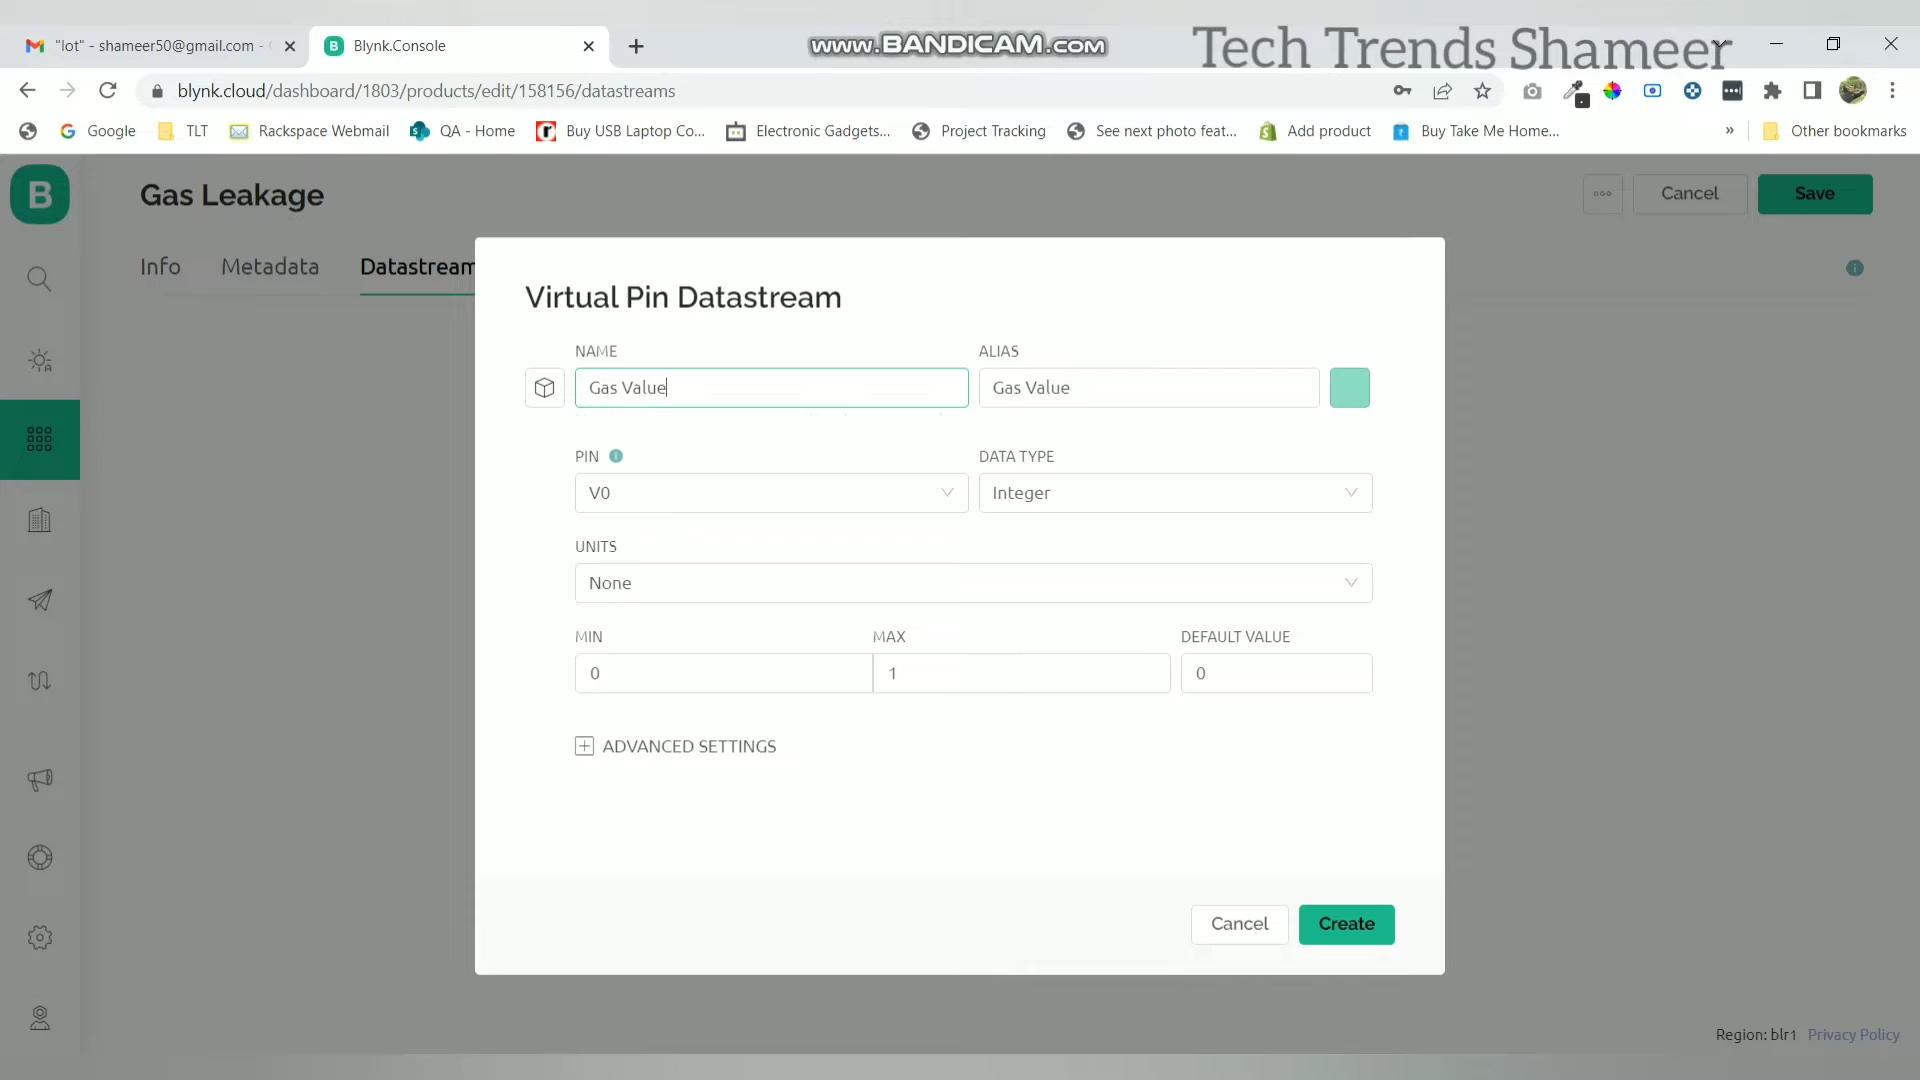 "lot" - shameer50@gmail.com -
B Blynk.Console
www.BANDICAM.com
Tech Trends Shameer
blynk.cloud/dashboard/1803/products/edit/158156/datastreams
Google
TLT
Rackspace Webmail
QA - Home
Buy USB Laptop Co...
Electronic Gadgets...
Project Tracking
See next photo feat...
Add product
Buy Take Me Home...
»
Other bookmarks
B
Gas Leakage
Cancel
Save
Info
Metadata
Datastream
Virtual Pin Datastream
NAME
ALIAS
Gas Value
Gas Value
PIN
DATA TYPE
V0
Integer
UNITS
None
MIN
MAX
DEFAULT VALUE
0
1
0
ADVANCED SETTINGS
Cancel
Create
Region: blr1 Privacy Policy